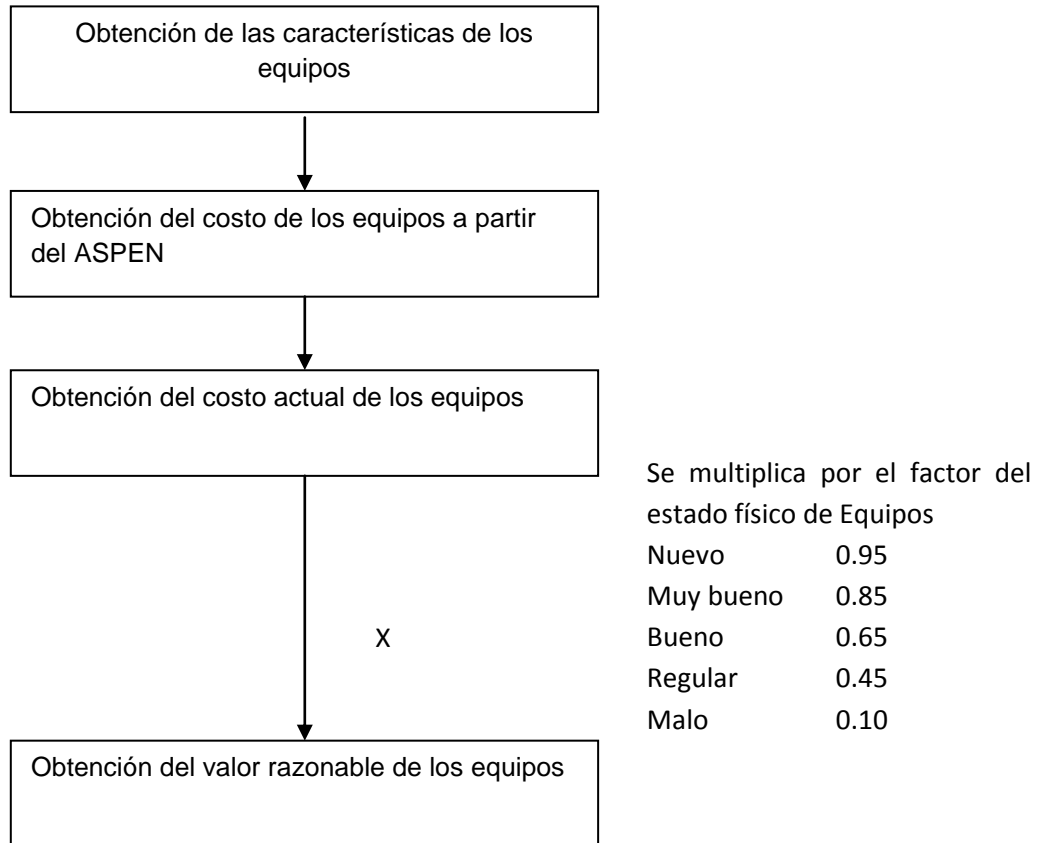 Obtención de las características de los
equipos
Obtención del costo de los equipos a partir
del ASPEN
Obtención del costo actual de los equipos
Se multiplica por el factor del
estado físico de Equipos
Nuevo 0.95
Muy bueno 0.85
Bueno 0.65
Regular 0.45
Malo 0.10
X
Obtención del valor razonable de los equipos